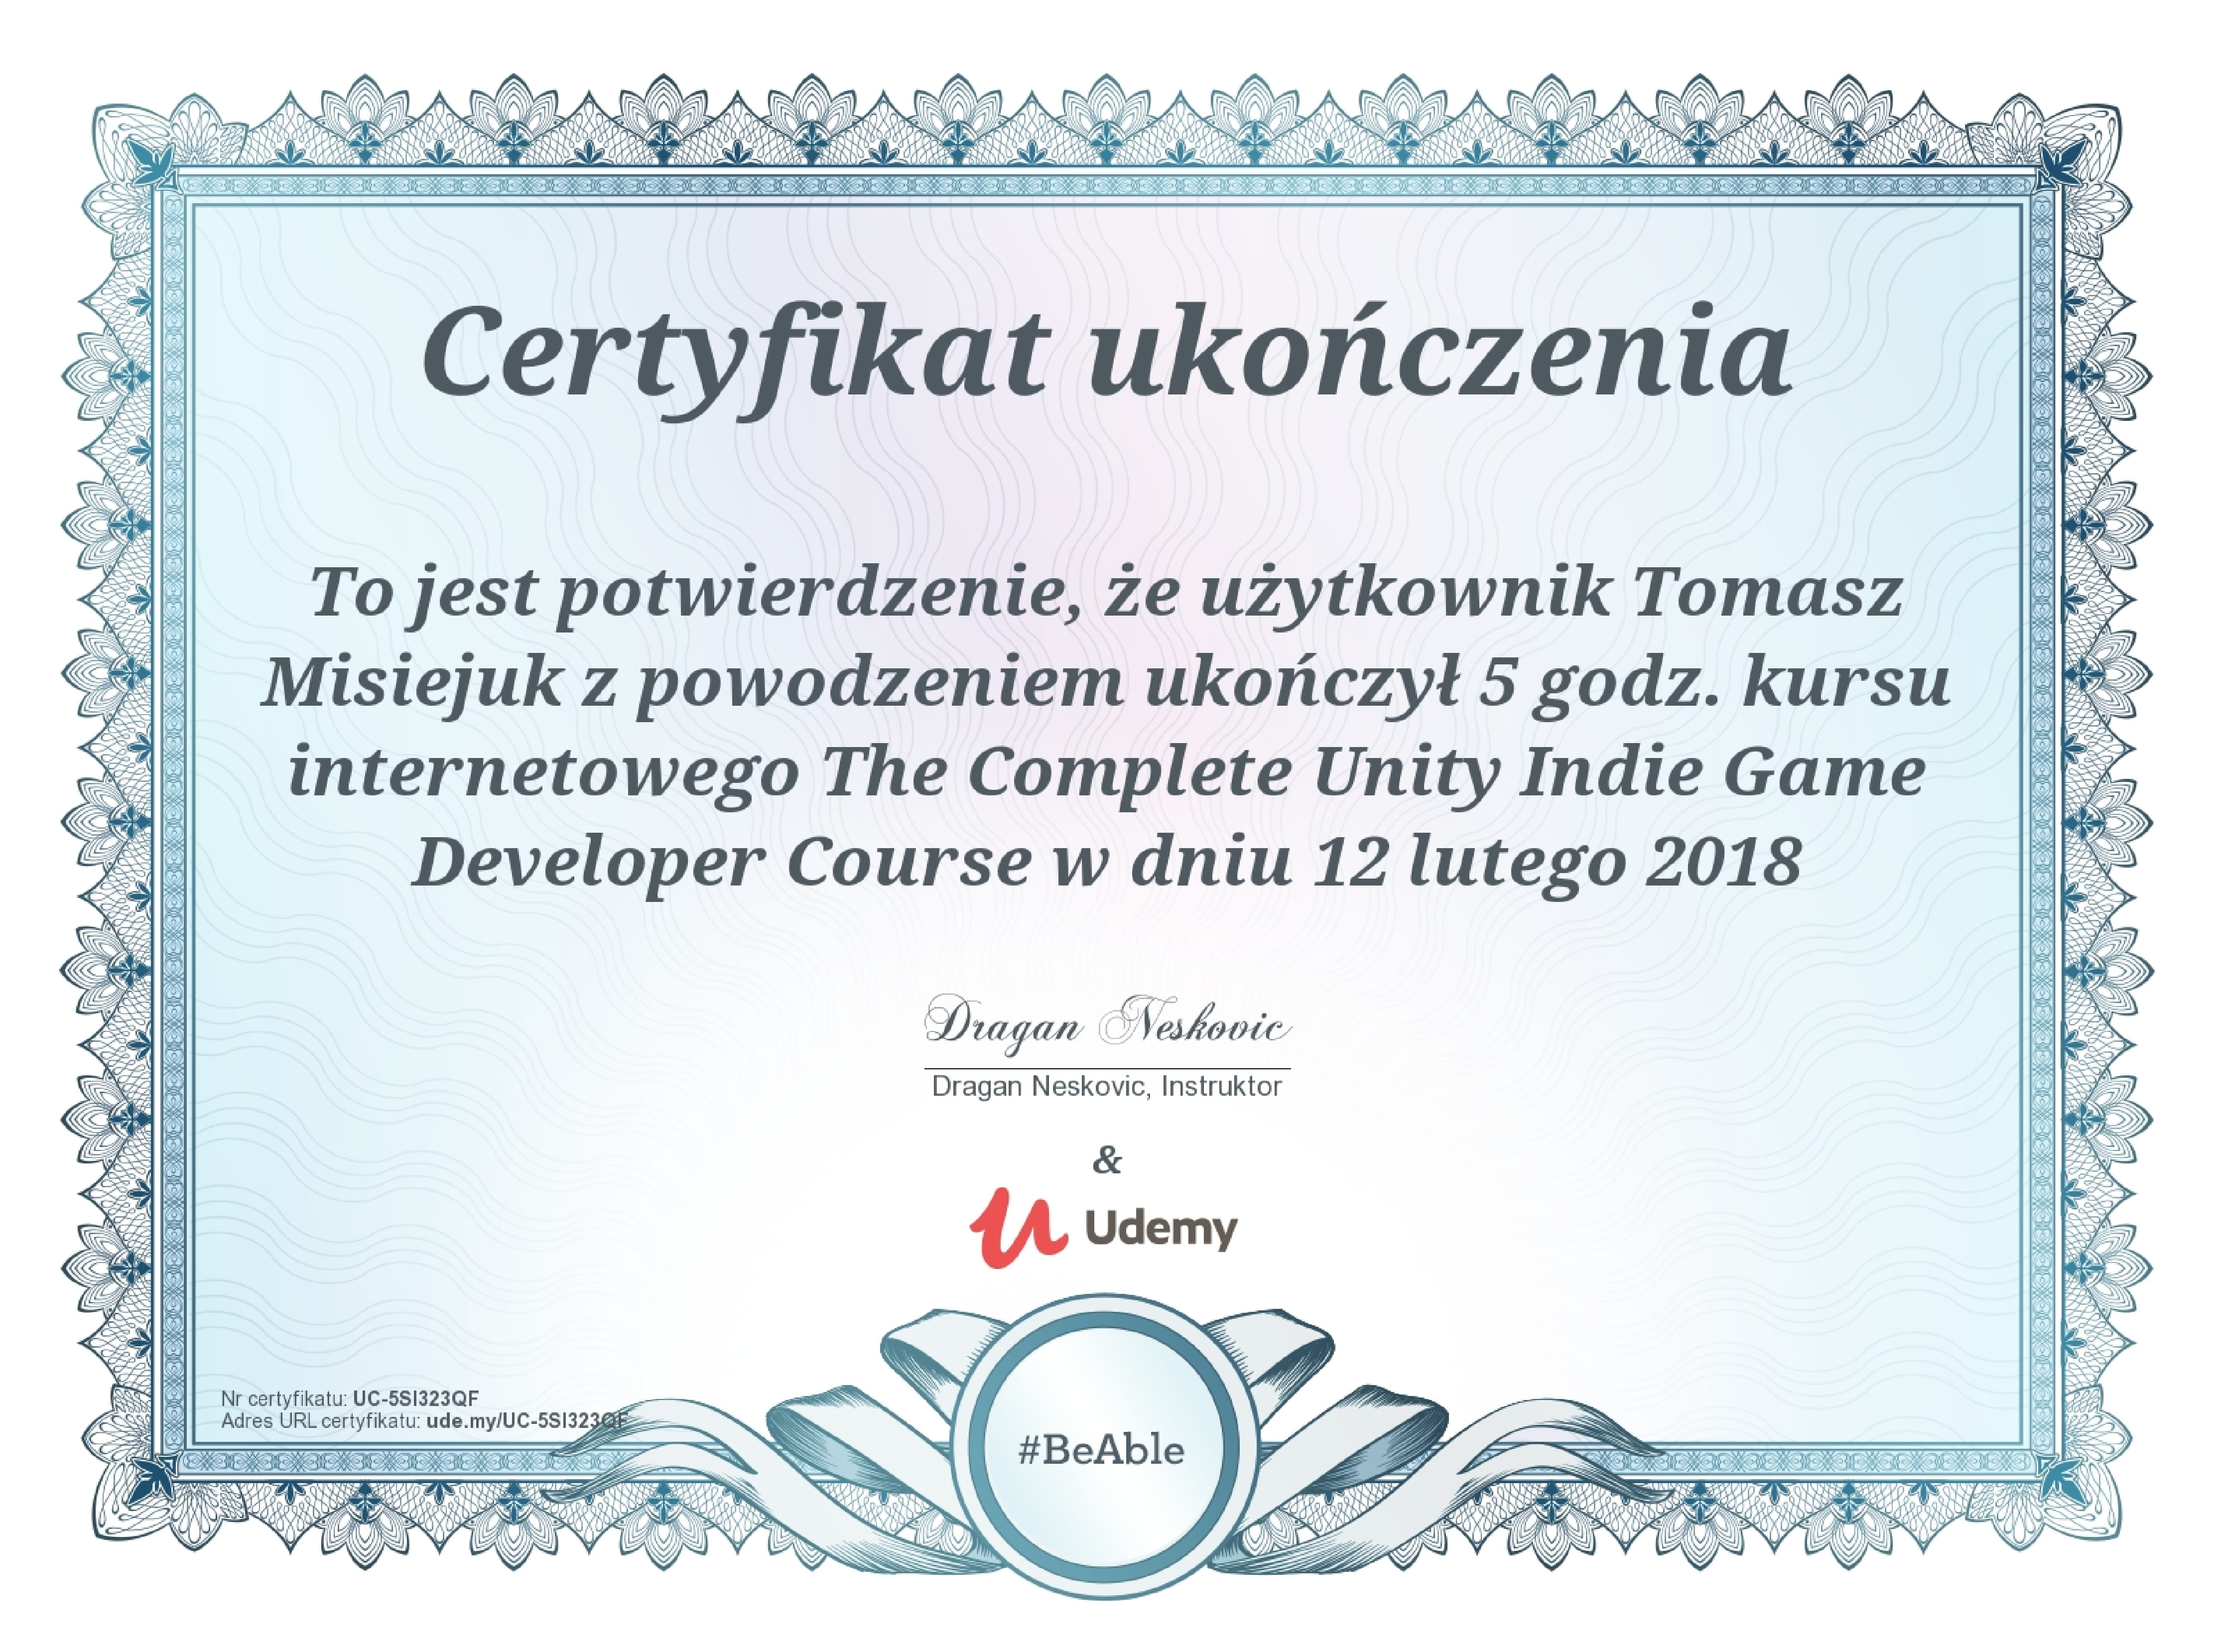 Certyfikat ukończenia
To jest potwierdzenie, że użytkownik Tomasz
Misiejuk z powodzeniem ukończył 5 godz. kursu
internetowego The Complete Unity Indie Game
Developer Course w dniu 12 lutego 2018
Dragan Neskovic
Dragan Neskovic, Instruktor
&
Udemy
Nr certyfikatu: UC-5SI323QF
Adres URL certyfikatu: ude.my/UC-5SI323QF
#BeAble